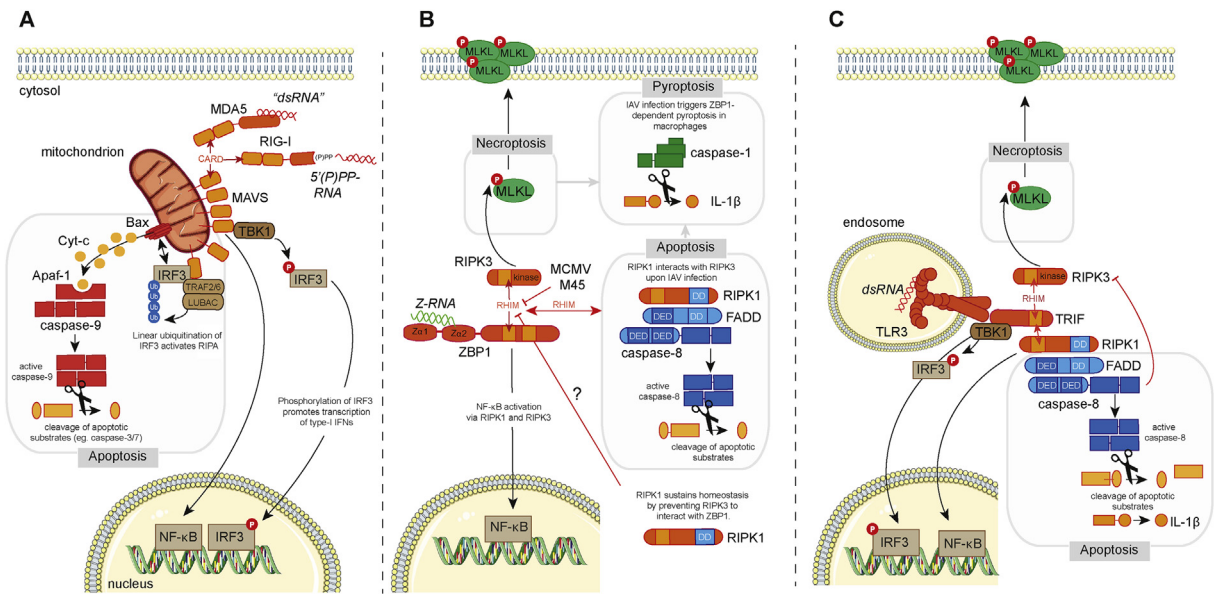 A
cytosol
"dsRNA"
MDA5
RIG-I
mitochondrion
CARD
(P)PP
5'(P)PP-
RNA
MAVS
Bax
TBK1
Cyt-c
P
IRF3
Apaf-1
IRF3
TRAF2/6
LUBAC
Ub
Ub
Ub
caspase-9
Linear ubiquitination of
IRF3 activates RIPA
active
caspase-9
cleavage of apoptotic
substrates (eg. caspase-3/7)
Apoptosis
Phosphorylation of IRF3
promotes transcription
of type-I IFNs
P
NF-κB
IRF3
nucleus
B
P
P
P
MLKL
MLKL
MLKL
Pyroptosis
IAV infection triggers ZBP1-
dependent pyroptosis in
macrophages
caspase-1
IL-1β
Necroptosis
P
MLKL
Apoptosis
RIPK1 interacts with RIPK3
upon IAV infection
RIPK3
kinase
MCMV
M45
RHIM
RHIM
Z-RNA
Zα1
Zα2
ZBP1
DD
RIPK1
DED
DD
FADD
DED
DED
caspase-8
active
caspase-8
cleavage of apoptotic
substrates
?
NF-κB activation
via RIPK1 and RIPK3
RIPK1 sustains homeostasis
by preventing RIPK3 to
interact with ZBP1.
DD
RIPK1
NF-κB
C
P
P
P
MLKL
MLKL
MLKL
Necroptosis
P
MLKL
endosome
kinase
RIPK3
dsRNA
RHIM
TLR3
TRIF
TBK1
DD
RIPK1
P
IRF3
DED
DD
FADD
DED
DED
caspase-8
active
caspase-8
cleavage of apoptotic
substrates
IL-1β
Apoptosis
P
IRF3
NF-κB